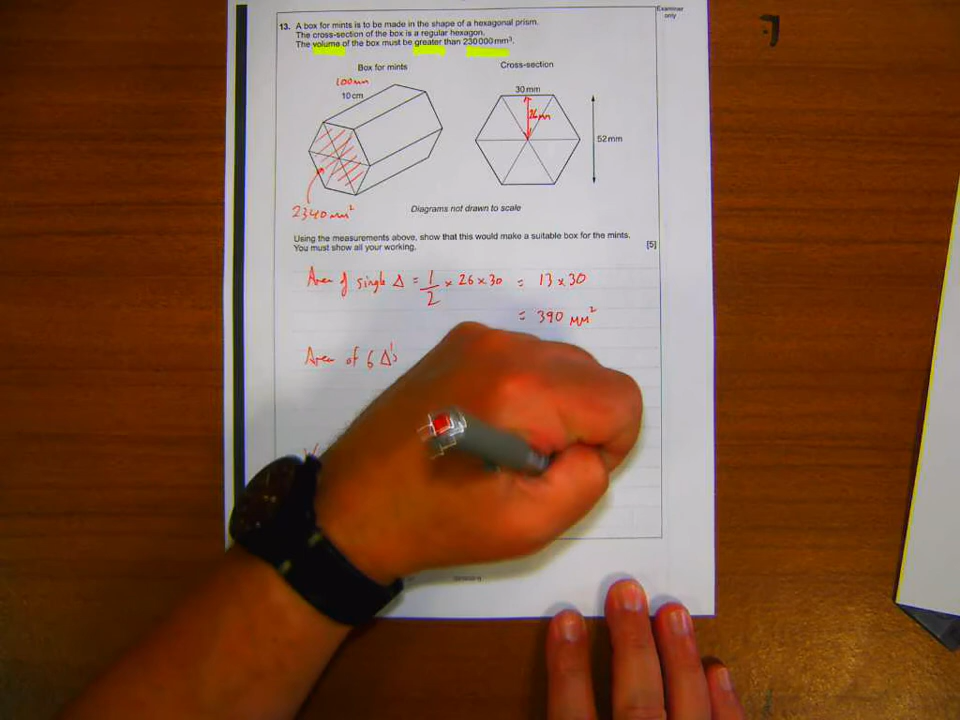 Examiner
only
13. A box for mints is to be made in the shape of a hexagonal prism.
The cross-section of the box is a regular hexagon.
The volume of the box must be greater than 230 000 mm³.
Box for mints
Cross-section
100mm
10 cm
30 mm
26mm
52 mm
2340 mm²
Diagrams not drawn to scale
Using the measurements above, show that this would make a suitable box for the mints.
You must show all your working.
[5]
Area of single Δ = 1/2 × 26 × 30 = 13 × 30
= 390 mm²
Area of 6 Δ's